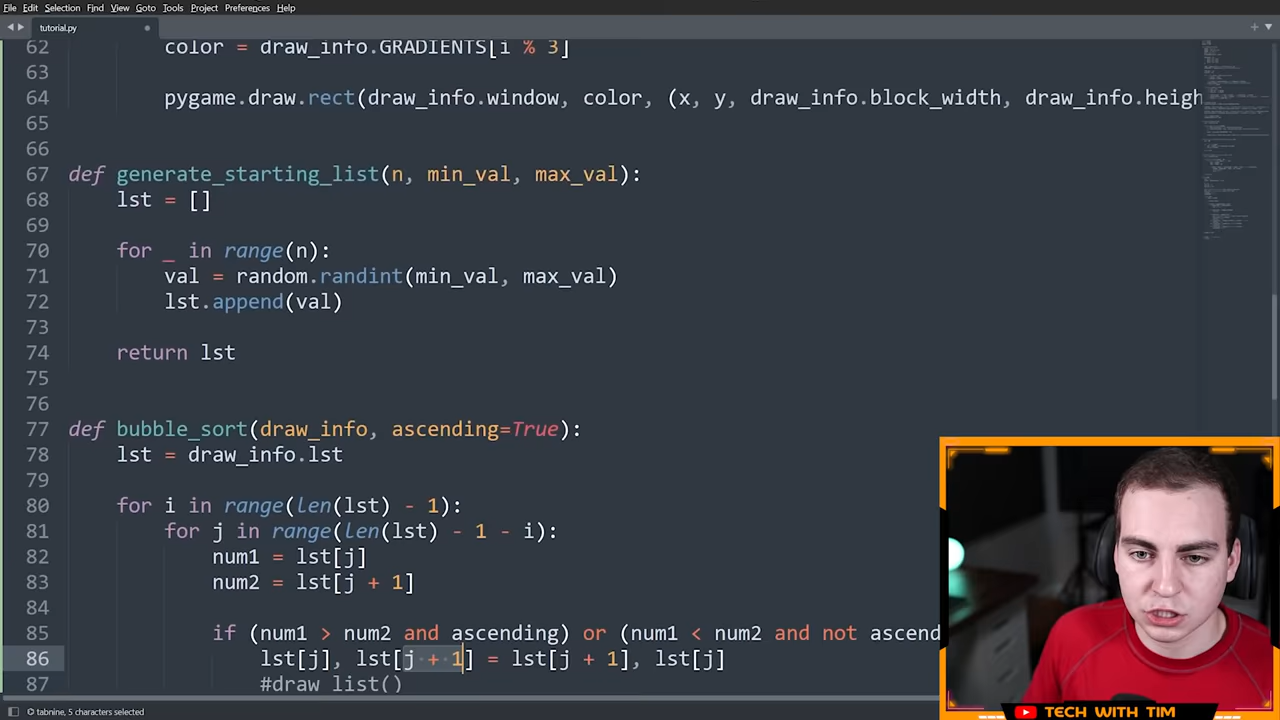 File Edit Selection Find View Goto Tools Project Preferences Help
tutorial.py
62 color = draw_info.GRADIENTS[i % 3]
63
64 pygame.draw.rect(draw_info.window, color, (x, y, draw_info.block_width, draw_info.heigh
65
66
67 def generate_starting_list(n, min_val, max_val):
68 lst = []
69
70 for _ in range(n):
71 val = random.randint(min_val, max_val)
72 lst.append(val)
73
74 return lst
75
76
77 def bubble_sort(draw_info, ascending=True):
78 lst = draw_info.lst
79
80 for i in range(len(lst) - 1):
81 for j in range(len(lst) - 1 - i):
82 num1 = lst[j]
83 num2 = lst[j + 1]
84
85 if (num1 > num2 and ascending) or (num1 < num2 and not ascend
86 lst[j], lst[j + 1] = lst[j + 1], lst[j]
87 #draw list()
tabnine, 5 characters selected
TECH WITH TIM